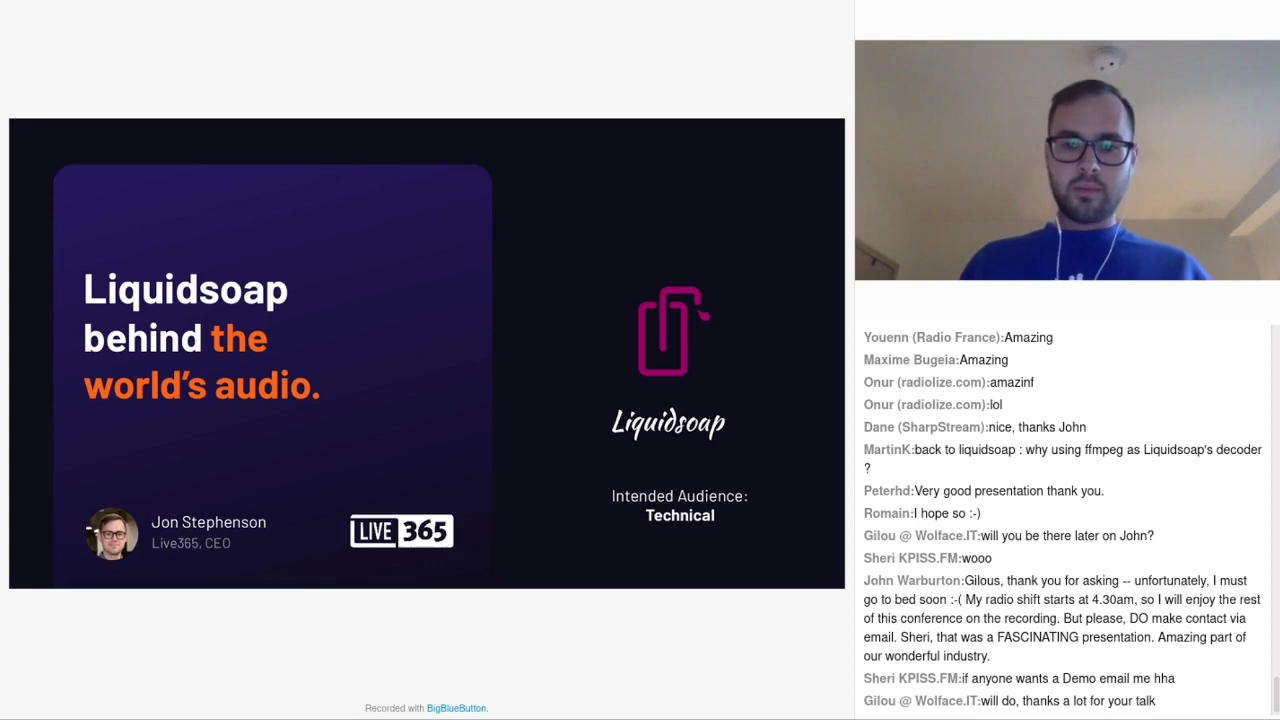 Liquidsoap
behind the
world's audio.
Jon Stephenson
Live365, CEO
LIVE 365
Liquidsoap
Intended Audience:
Technical
Youenn (Radio France):Amazing
Maxime Bugeia:Amazing
Onur (radiolize.com):amazinf
Onur (radiolize.com):lol
Dane (SharpStream):nice, thanks John
MartinK:back to liquidsoap : why using ffmpeg as Liquidsoap's decoder
?
Peterhd:Very good presentation thank you.
Romain:I hope so :-)
Gilou @ Wolface.IT:will you be there later on John?
Sheri KPISS.FM:wooo
John Warburton:Gilous, thank you for asking -- unfortunately, I must
go to bed soon :-( My radio shift starts at 4.30am, so I will enjoy the rest
of this conference on the recording. But please, DO make contact via
email. Sheri, that was a FASCINATING presentation. Amazing part of
our wonderful industry.
Sheri KPISS.FM:if anyone wants a Demo email me hha
Gilou @ Wolface.IT:will do, thanks a lot for your talk
Recorded with BigBlueButton.